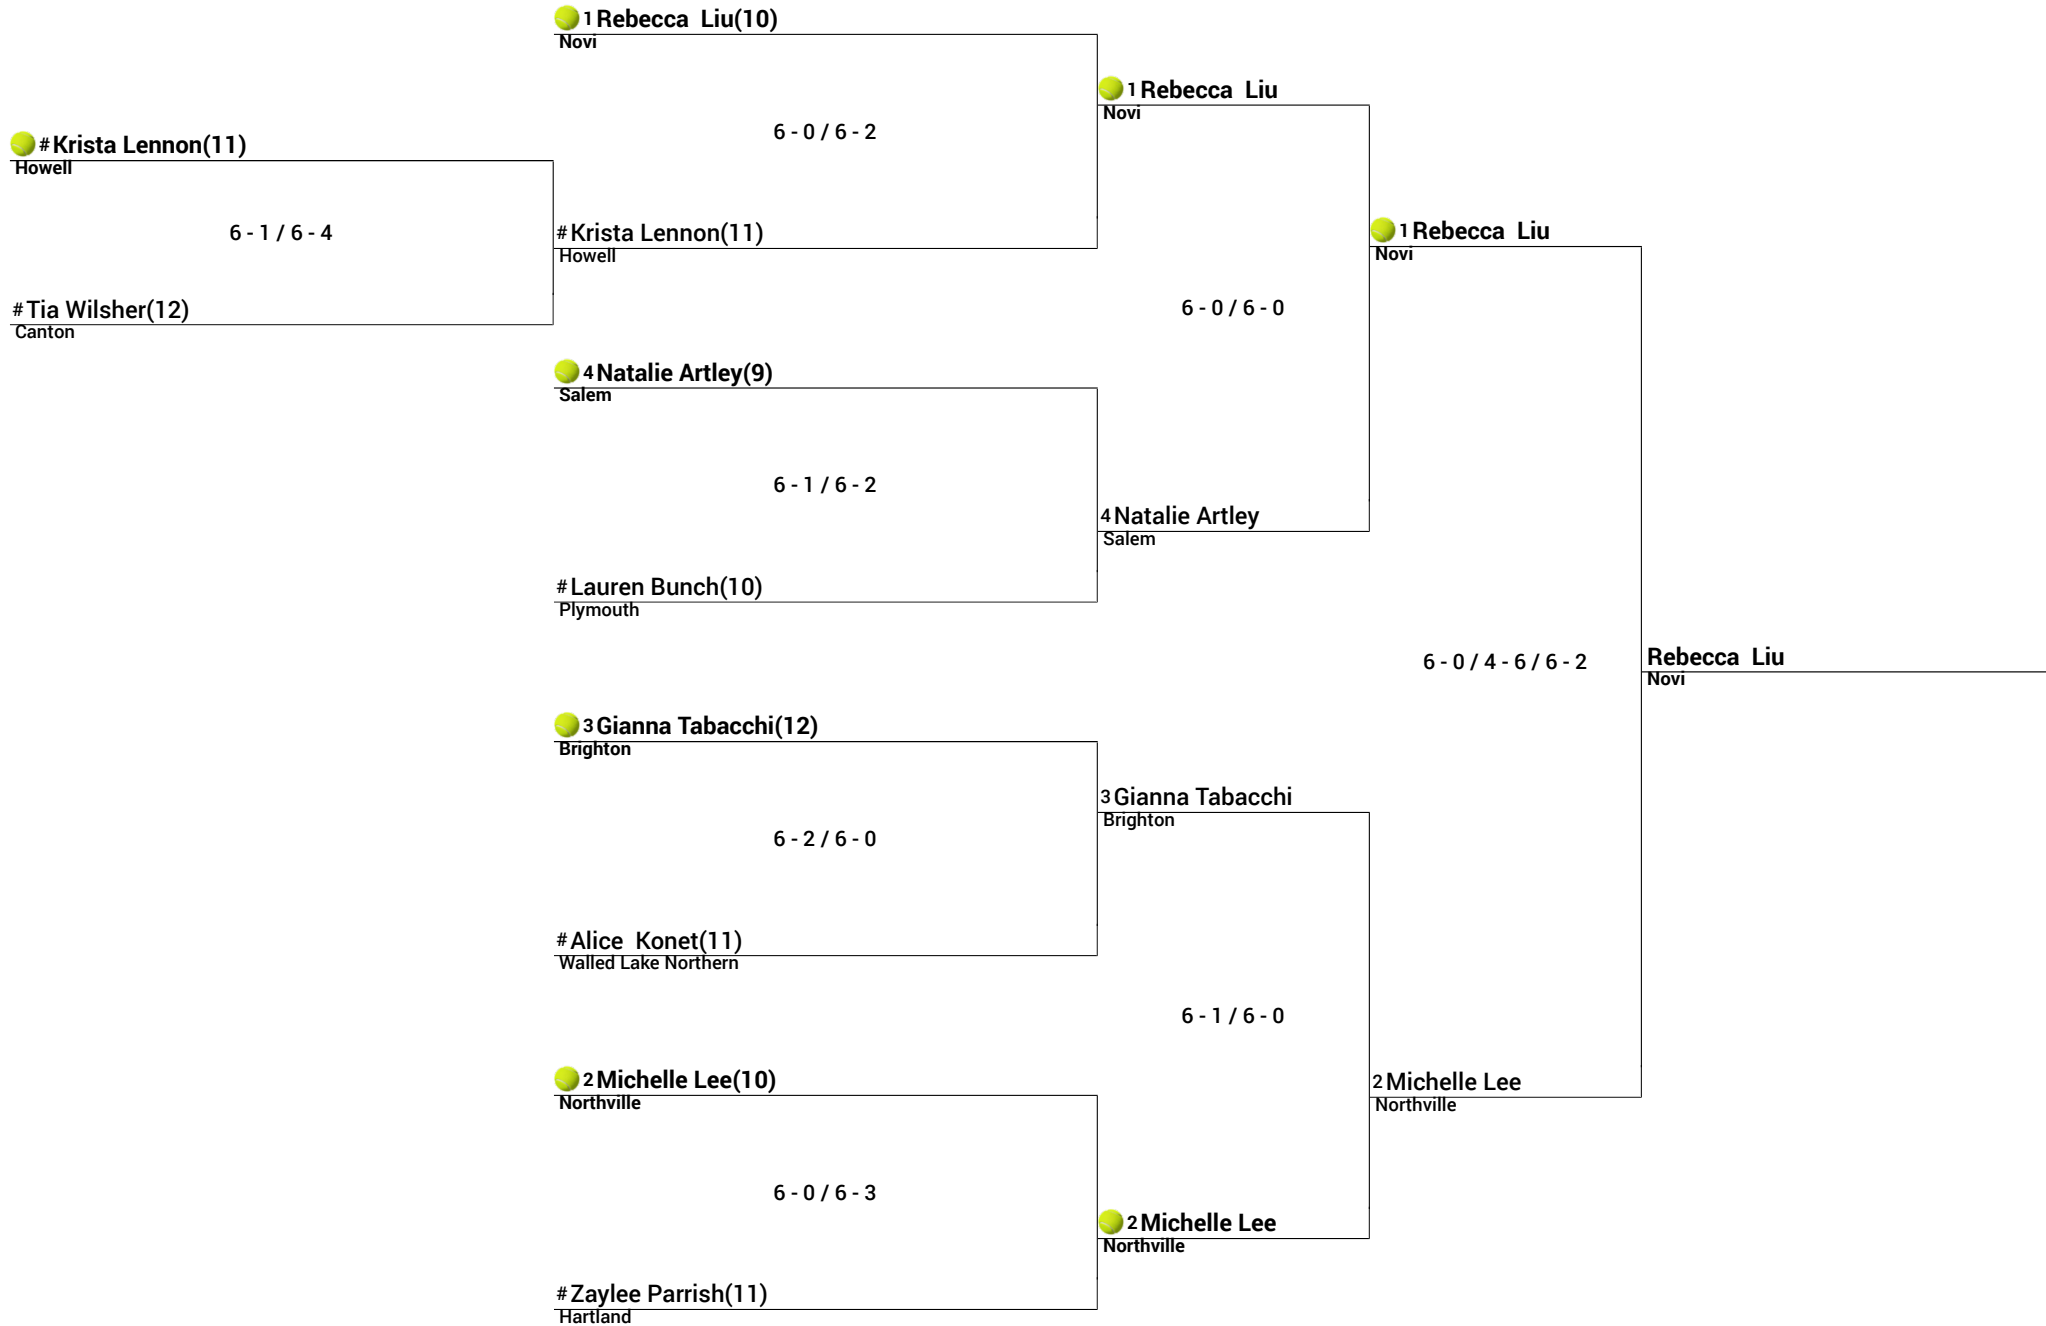 1 Rebecca  Liu(10)
Novi
6 - 0 / 6 - 2
# Krista Lennon(11)
Howell
6 - 1 / 6 - 4
# Tia Wilsher(12)
Canton
# Krista Lennon(11)
Howell
1 Rebecca  Liu
Novi
6 - 0 / 6 - 0
4 Natalie Artley(9)
Salem
6 - 1 / 6 - 2
# Lauren Bunch(10)
Plymouth
4 Natalie Artley
Salem
1 Rebecca  Liu
Novi
6 - 0 / 4 - 6 / 6 - 2
Rebecca  Liu
Novi
3 Gianna Tabacchi(12)
Brighton
6 - 2 / 6 - 0
# Alice  Konet(11)
Walled Lake Northern
3 Gianna Tabacchi
Brighton
6 - 1 / 6 - 0
2 Michelle Lee(10)
Northville
6 - 0 / 6 - 3
# Zaylee Parrish(11)
Hartland
2 Michelle Lee
Northville
2 Michelle Lee
Northville